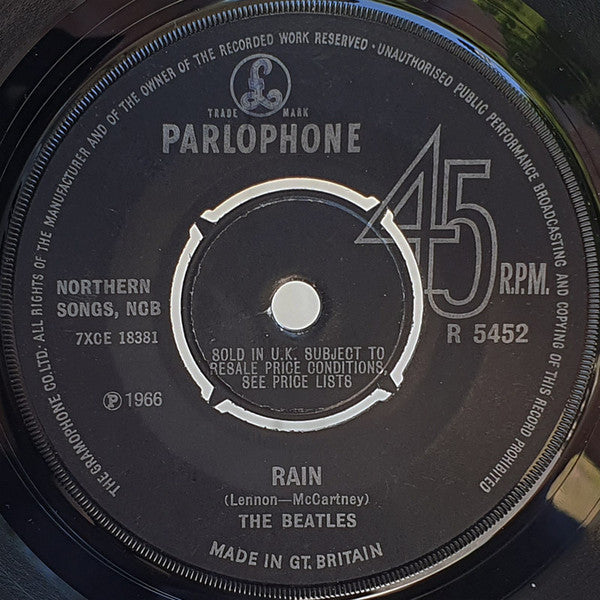 THE GRAMOPHONE CO. LTD. ALL RIGHTS OF THE MANUFACTURER AND OF THE OWNER OF THE RECORDED WORK RESERVED • UNAUTHORISED PUBLIC PERFORMANCE BROADCASTING AND COPYING OF THIS RECORD PROHIBITED
£
TRADE MARK
PARLOPHONE
45
R.P.M.
NORTHERN
SONGS, NCB
7XCE 18381
R 5452
SOLD IN U.K. SUBJECT TO
RESALE PRICE CONDITIONS,
SEE PRICE LISTS
℗ 1966
RAIN
(Lennon—McCartney)
THE BEATLES
MADE IN GT. BRITAIN